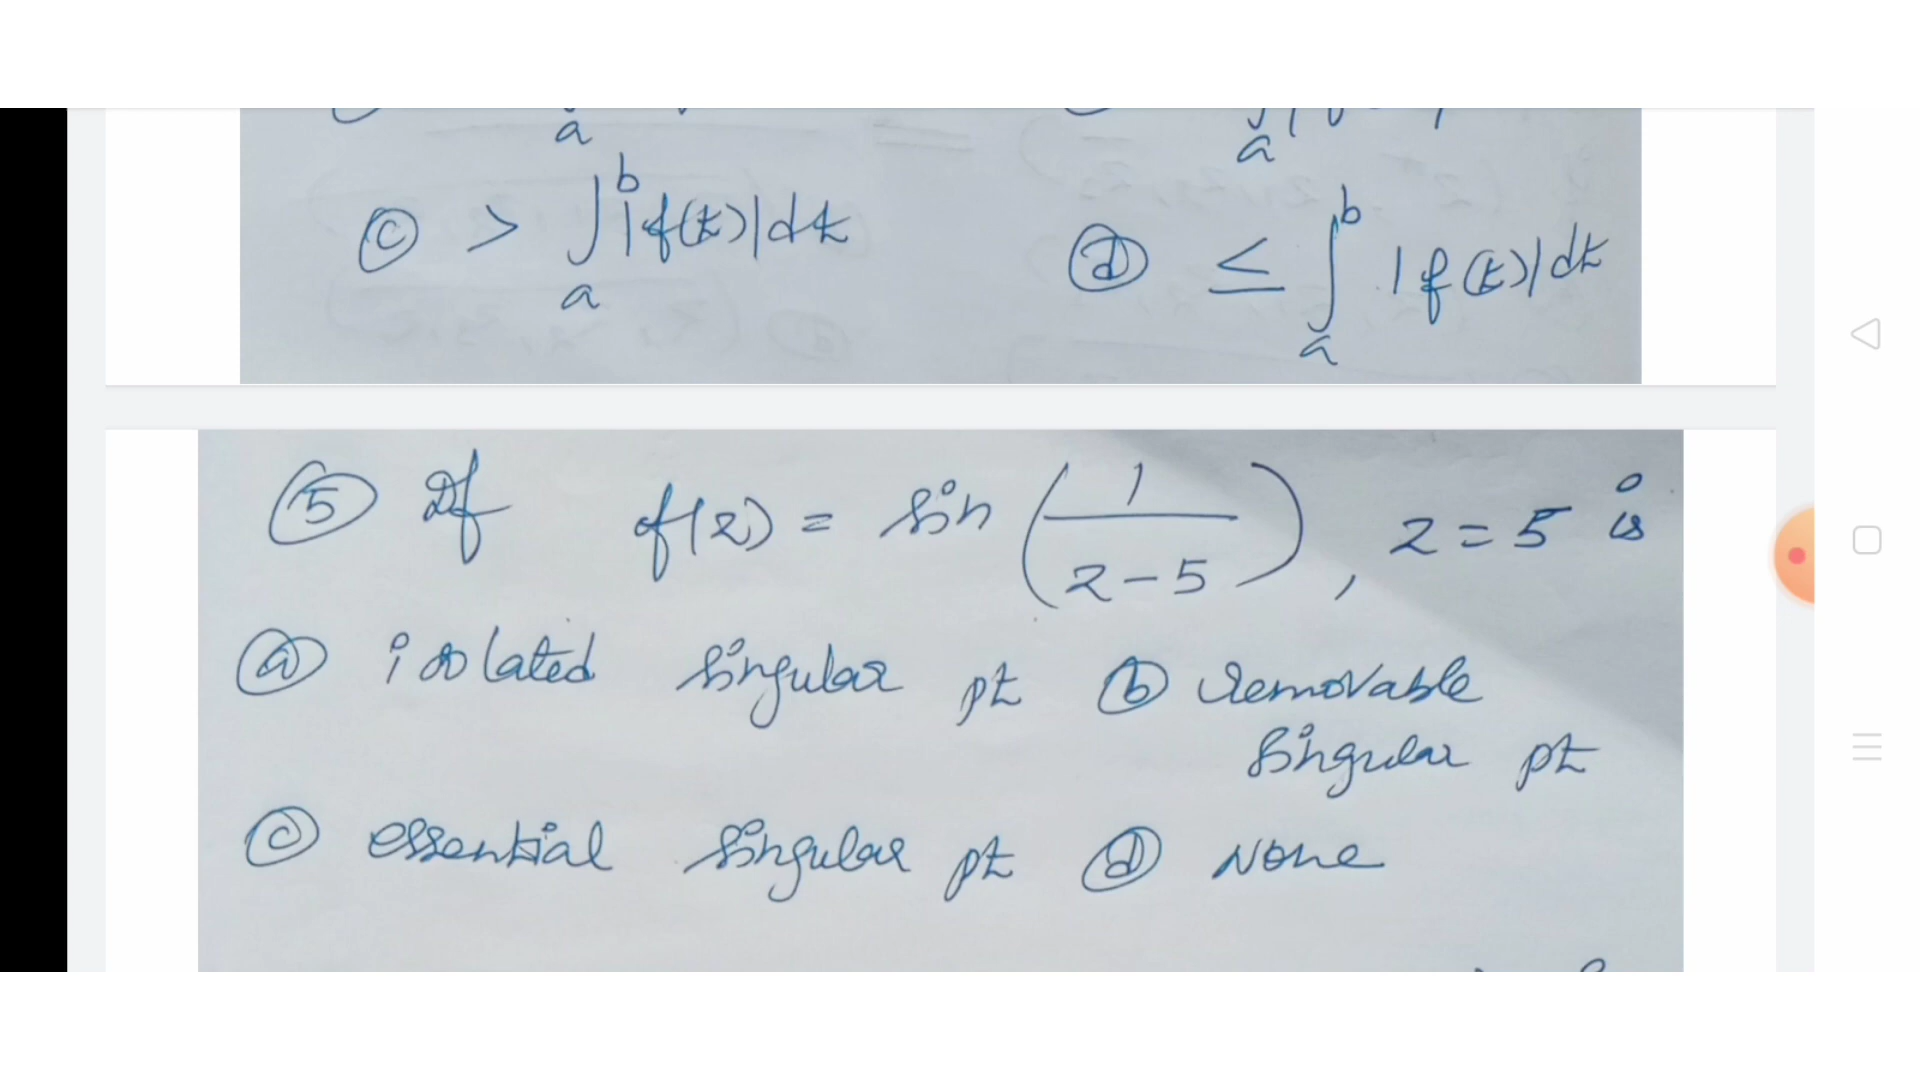 a
a
ⓒ > ∫ₐᵇ |f(t)| dt
ⓓ ≤ ∫ₐᵇ |f(t)| dt
⑤ If f(z) = sin (1/(z-5)), z = 5 is
ⓐ isolated singular pt ⓑ removable
singular pt
ⓒ essential singular pt ⓓ None